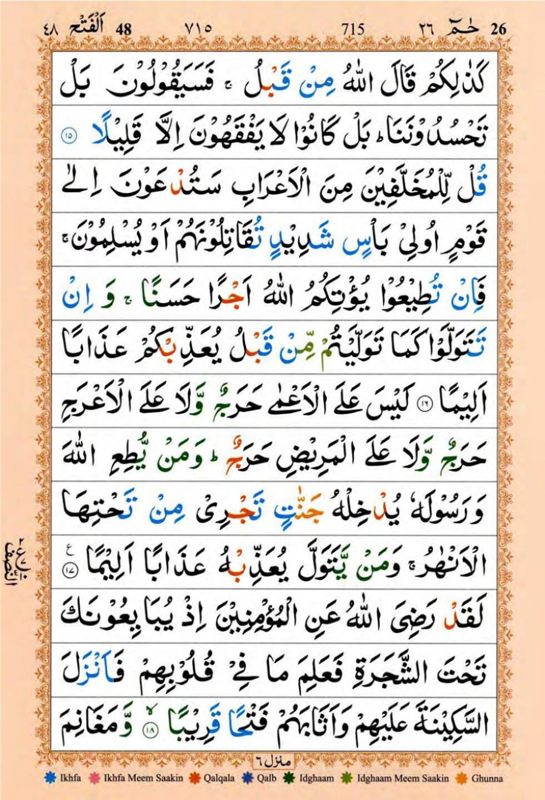 ٤٨ اَلْفَتْح 48 ٧١٥ 715 حٰمٓ ٢٦ 26
كَذٰلِكُمْ قَالَ اللّٰهُ مِنْ قَبْلُ ۚ فَسَيَقُوْلُوْنَ بَلْ
تَحْسُدُوْنَنَا ؕ بَلْ كَانُوْا لَا يَفْقَهُوْنَ اِلَّا قَلِيْلًا ۝١٥
قُلْ لِّلْمُخَلَّفِيْنَ مِنَ الْاَعْرَابِ سَتُدْعَوْنَ اِلٰى
قَوْمٍ اُولِيْ بَاْسٍ شَدِيْدٍ تُقَاتِلُوْنَهُمْ اَوْ يُسْلِمُوْنَ ۚ
فَاِنْ تُطِيْعُوْا يُؤْتِكُمُ اللّٰهُ اَجْرًا حَسَنًا ۚ وَ اِنْ
تَتَوَلَّوْا كَمَا تَوَلَّيْتُمْ مِّنْ قَبْلُ يُعَذِّبْكُمْ عَذَابًا
اَلِيْمًا ۝١٦ لَيْسَ عَلَى الْاَعْمٰى حَرَجٌ وَّلَا عَلَى الْاَعْرَجِ
حَرَجٌ وَّلَا عَلَى الْمَرِيْضِ حَرَجٌ ؕ وَمَنْ يُّطِعِ اللّٰهَ
وَرَسُوْلَهٗ يُدْخِلْهُ جَنّٰتٍ تَجْرِيْ مِنْ تَحْتِهَا
الْاَنْهٰرُ ۚ وَمَنْ يَّتَوَلَّ يُعَذِّبْهُ عَذَابًا اَلِيْمًا ۝١٧
لَقَدْ رَضِيَ اللّٰهُ عَنِ الْمُؤْمِنِيْنَ اِذْ يُبَايِعُوْنَكَ
تَحْتَ الشَّجَرَةِ فَعَلِمَ مَا فِيْ قُلُوْبِهِمْ فَاَنْزَلَ
السَّكِيْنَةَ عَلَيْهِمْ وَاَثَابَهُمْ فَتْحًا قَرِيْبًا ۝١٨ وَّمَغَانِمَ
النصف
منزل ٦
Ikhfa Ikhfa Meem Saakin Qalqala Qalb Idghaam Idghaam Meem Saakin Ghunna